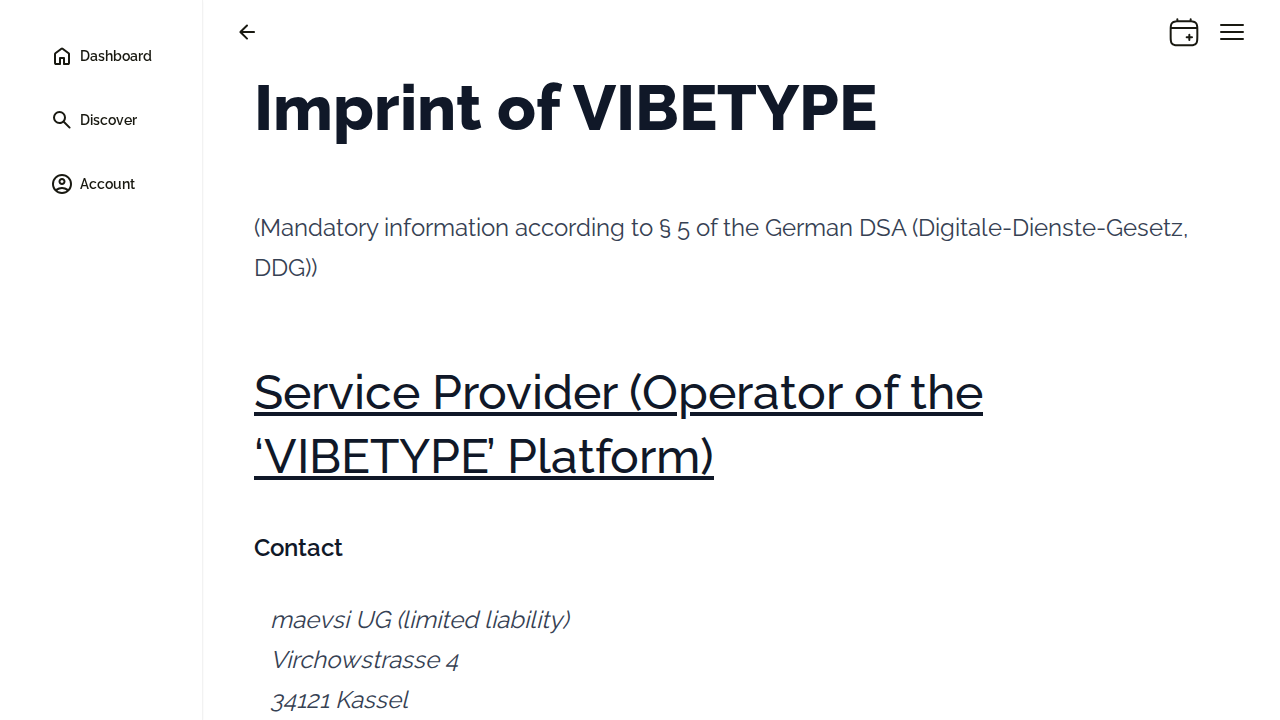 Dashboard
Discover
Account
Imprint of VIBETYPE
(Mandatory information according to § 5 of the German DSA (Digitale-Dienste-Gesetz,
DDG))
Service Provider (Operator of the
‘VIBETYPE’ Platform)
Contact
maevsi UG (limited liability)
Virchowstrasse 4
34121 Kassel